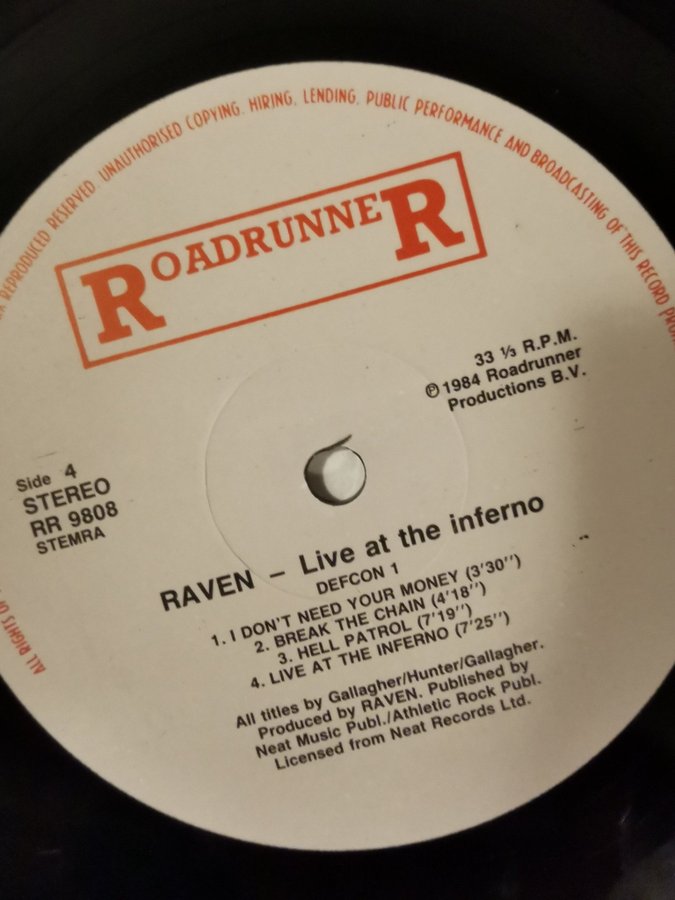 REPRODUCED RESERVED. UNAUTHORISED COPYING, HIRING, LENDING, PUBLIC PERFORMANCE AND BROADCASTING OF THIS RECORD
ROADRUNNER
33 ⅓ R.P.M.
℗ 1984 Roadrunner
Productions B.V.
Side 4
STEREO
RR 9808
STEMRA
RAVEN – Live at the inferno
DEFCON 1
1. I DON'T NEED YOUR MONEY (3'30'')
2. BREAK THE CHAIN (4'18'')
3. HELL PATROL (7'19'')
4. LIVE AT THE INFERNO (7'25'')
All titles by Gallagher/Hunter/Gallagher.
Produced by RAVEN. Published by
Neat Music Publ./Athletic Rock Publ.
Licensed from Neat Records Ltd.
ALL RIGHTS OF